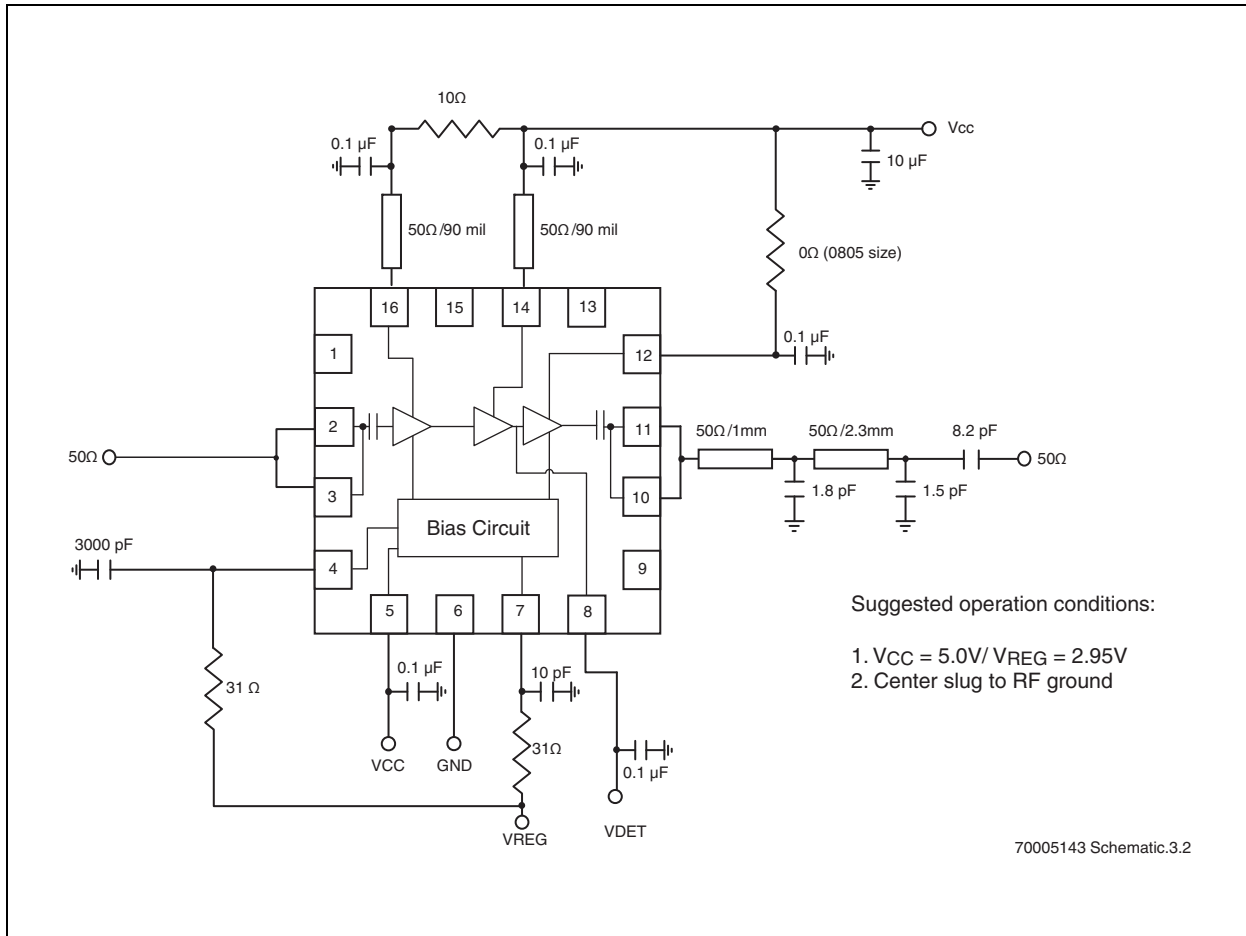 10Ω
0.1 µF
0.1 µF
Vcc
10 µF
50Ω/90 mil
50Ω/90 mil
0Ω (0805 size)
16
15
14
13
1
12
0.1 µF
2
11
50Ω/1mm
50Ω/2.3mm
8.2 pF
50Ω
50Ω
3
10
1.8 pF
1.5 pF
Bias Circuit
3000 pF
4
9
5
6
7
8
Suggested operation conditions:
1. VCC = 5.0V/ VREG = 2.95V
2. Center slug to RF ground
0.1 µF
10 pF
31 Ω
31Ω
VCC
GND
0.1 µF
VREG
VDET
70005143 Schematic.3.2